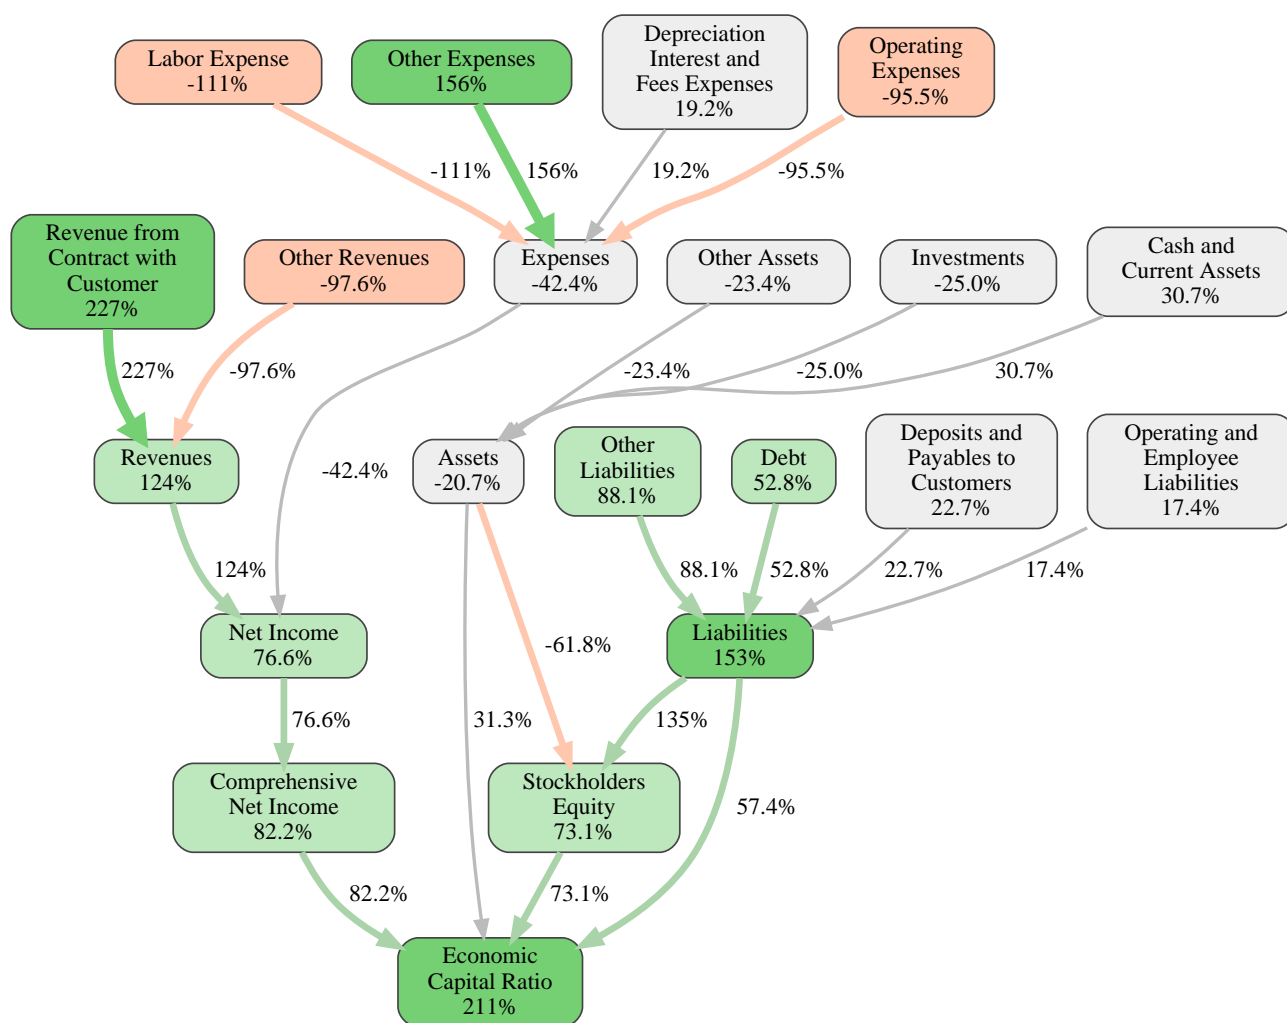 Labor Expense
-111%
Other Expenses
156%
Depreciation
Interest and
Fees Expenses
19.2%
Operating
Expenses
-95.5%
-111%
156%
19.2%
-95.5%
Revenue from
Contract with
Customer
227%
Other Revenues
-97.6%
Expenses
-42.4%
Other Assets
-23.4%
Investments
-25.0%
Cash and
Current Assets
30.7%
227%
-97.6%
-23.4%
-25.0%
30.7%
Revenues
124%
-42.4%
Assets
-20.7%
Other
Liabilities
88.1%
Debt
52.8%
Deposits and
Payables to
Customers
22.7%
Operating and
Employee
Liabilities
17.4%
124%
88.1%
52.8%
22.7%
17.4%
Net Income
76.6%
-61.8%
Liabilities
153%
76.6%
31.3%
135%
Comprehensive
Net Income
82.2%
Stockholders
Equity
73.1%
57.4%
82.2%
73.1%
Economic
Capital Ratio
211%